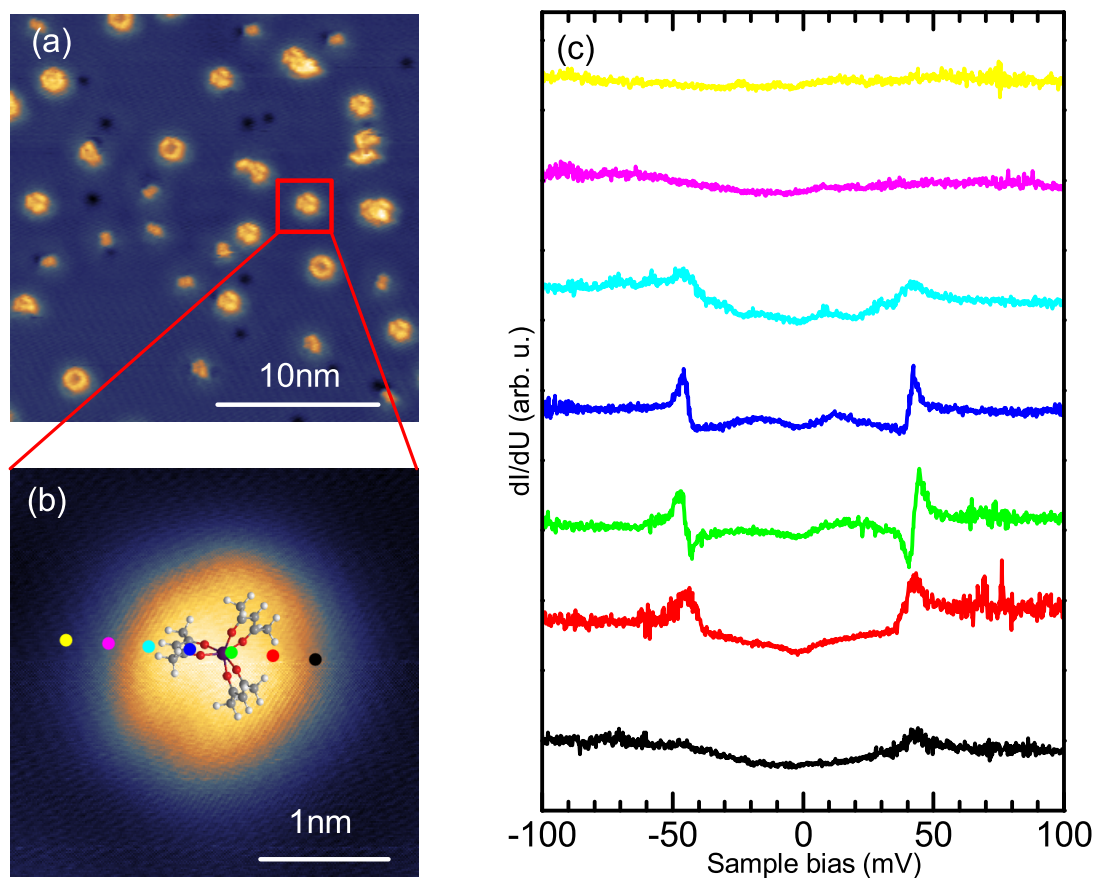 (a)
10nm
(b)
1nm
(c)
dI/dU (arb. u.)
-100 -50 0 50 100
Sample bias (mV)